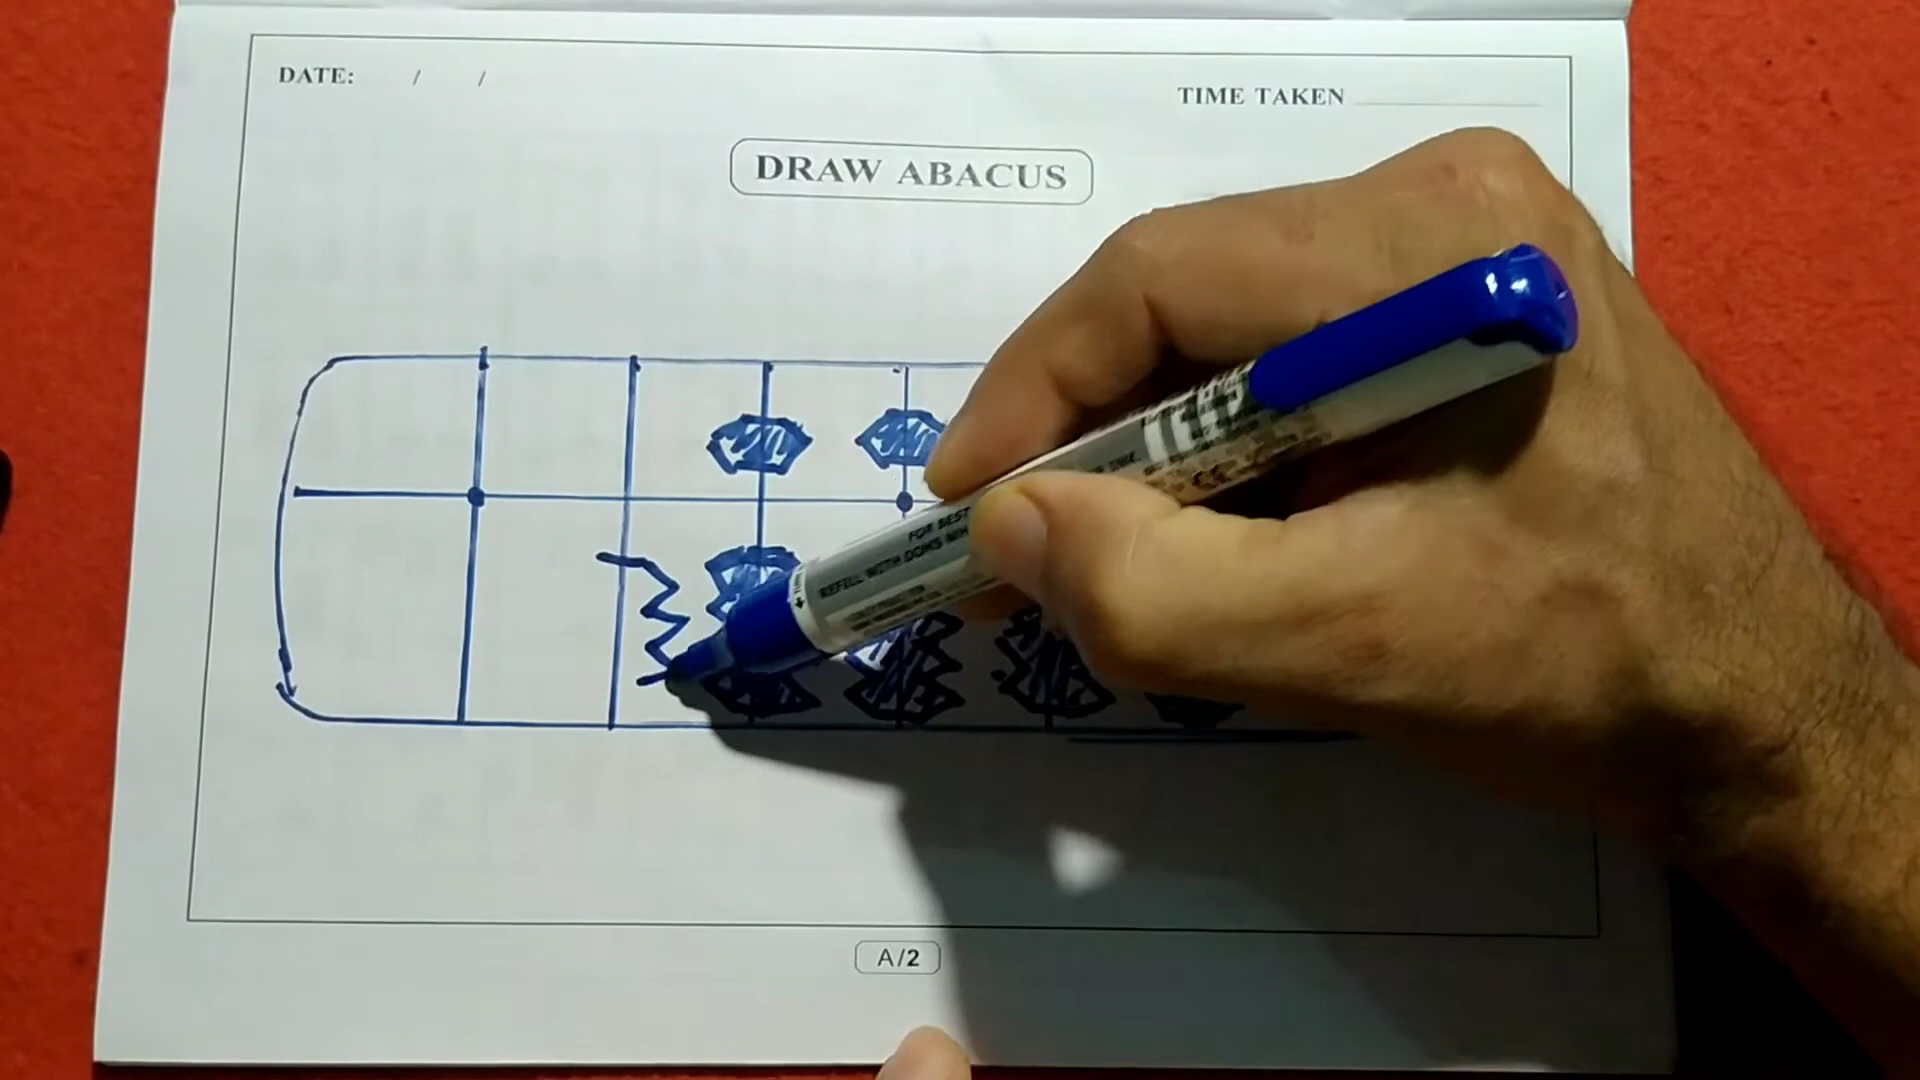 DATE: / /
TIME TAKEN
DRAW ABACUS
FOR BEST
REFILL WITH DOMS
A/2